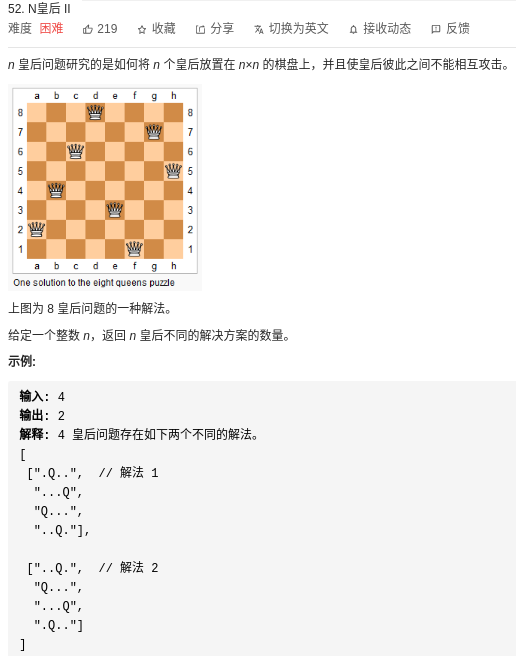 52. N皇后 II
难度 困难 219 收藏 分享 切换为英文 接收动态 反馈
n 皇后问题研究的是如何将 n 个皇后放置在 n×n 的棋盘上，并且使皇后彼此之间不能相互攻击。
a b c d e f g h
8 8
7 7
6 6
5 5
4 4
3 3
2 2
1 1
a b c d e f g h
One solution to the eight queens puzzle
上图为 8 皇后问题的一种解法。
给定一个整数 n，返回 n 皇后不同的解决方案的数量。
示例:
输入: 4
输出: 2
解释: 4 皇后问题存在如下两个不同的解法。
[
[".Q..",  // 解法 1
"...Q",
"Q...",
"..Q."],
["..Q.",  // 解法 2
"Q...",
"...Q",
".Q.."]
]